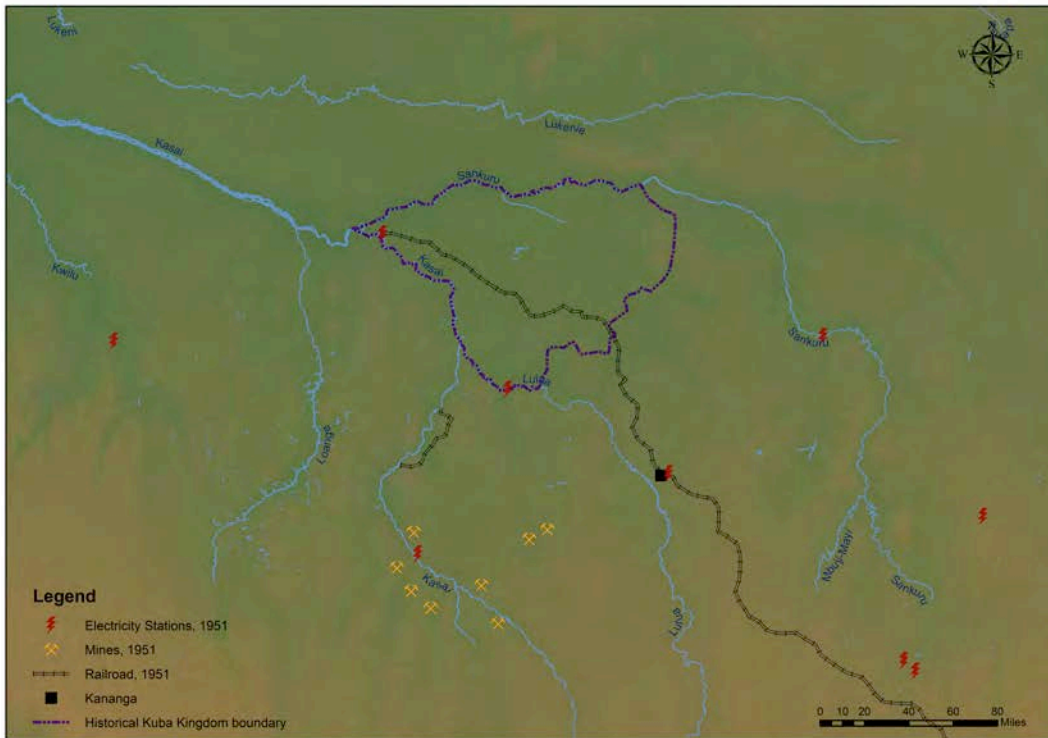 Lukeni
N
W E
S
Lukenie
Kasai
Sankuru
Kasai
Kwilu
Sankuru
Lulua
Loange
Mbuji-Mayi
Kasai
Sankuru
Lulua
Legend
Electricity Stations, 1951
Mines, 1951
Railroad, 1951
Kananga
Historical Kuba Kingdom boundary
0 10 20 40 60 80
Miles